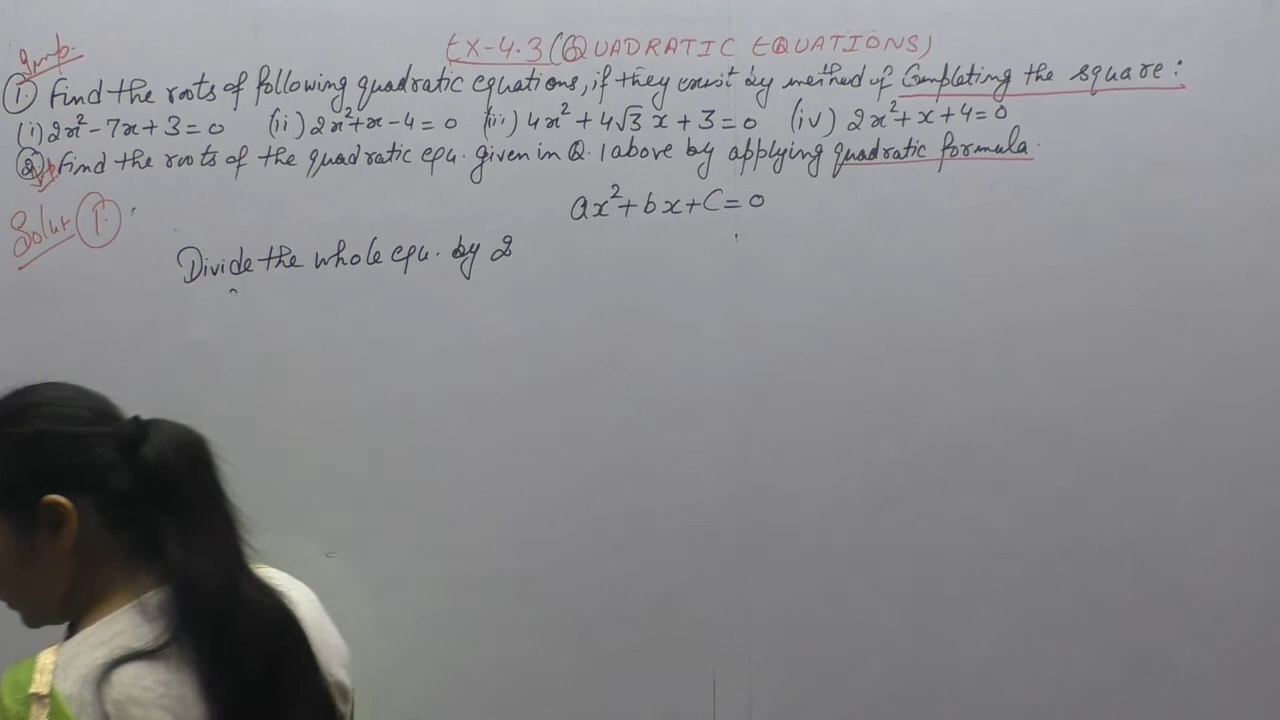 Imp.
EX-4.3 (QUADRATIC EQUATIONS)
① Find the roots of following quadratic equations, if they exist by method of Completing the square:
(i) 2x² - 7x + 3 = 0 (ii) 2x² + x - 4 = 0 (iii) 4x² + 4√3 x + 3 = 0 (iv) 2x² + x + 4 = 0
② Find the roots of the quadratic equ. given in Q. 1 above by applying quadratic formula.
Solur ①. ax² + bx + C = 0
Divide the whole equ. by 2